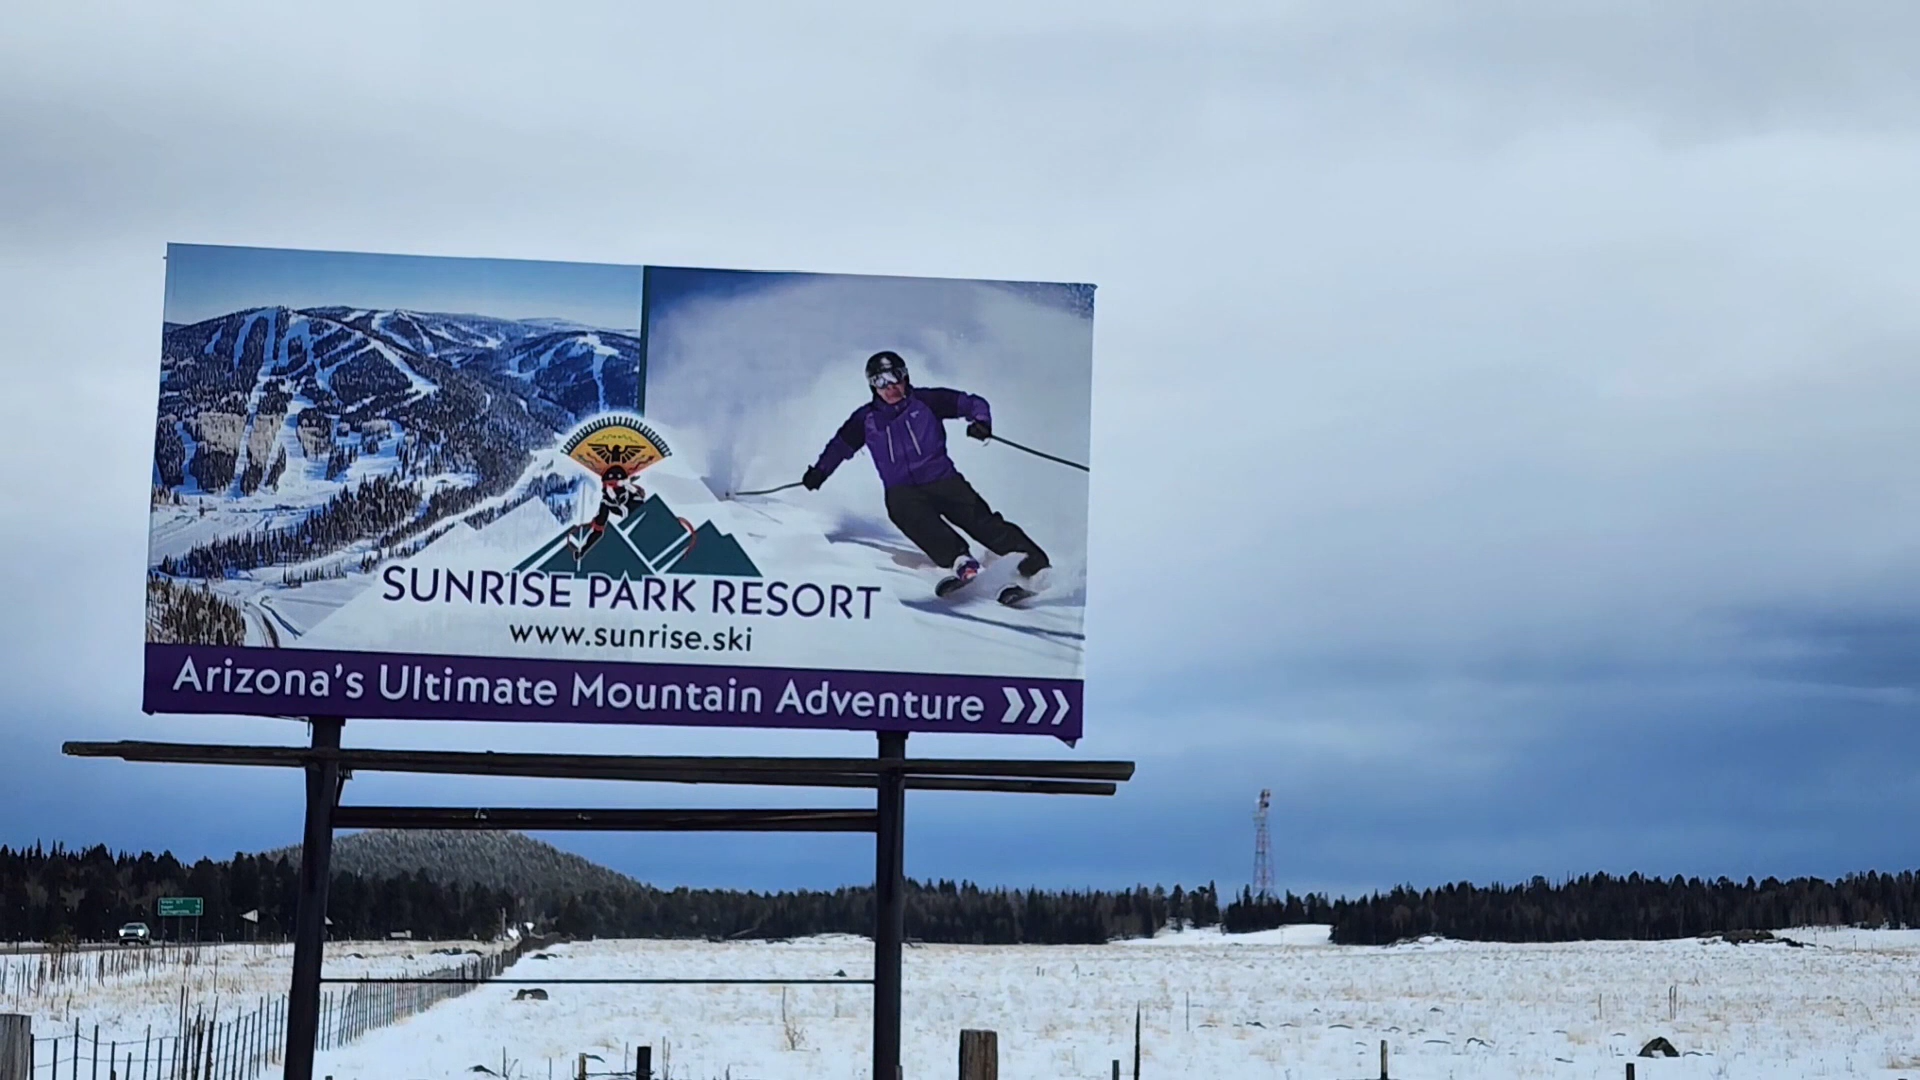 SUNRISE PARK RESORT
www.sunrise.ski
Arizona's Ultimate Mountain Adventure